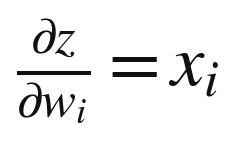 ∂z/∂wᵢ = xᵢ